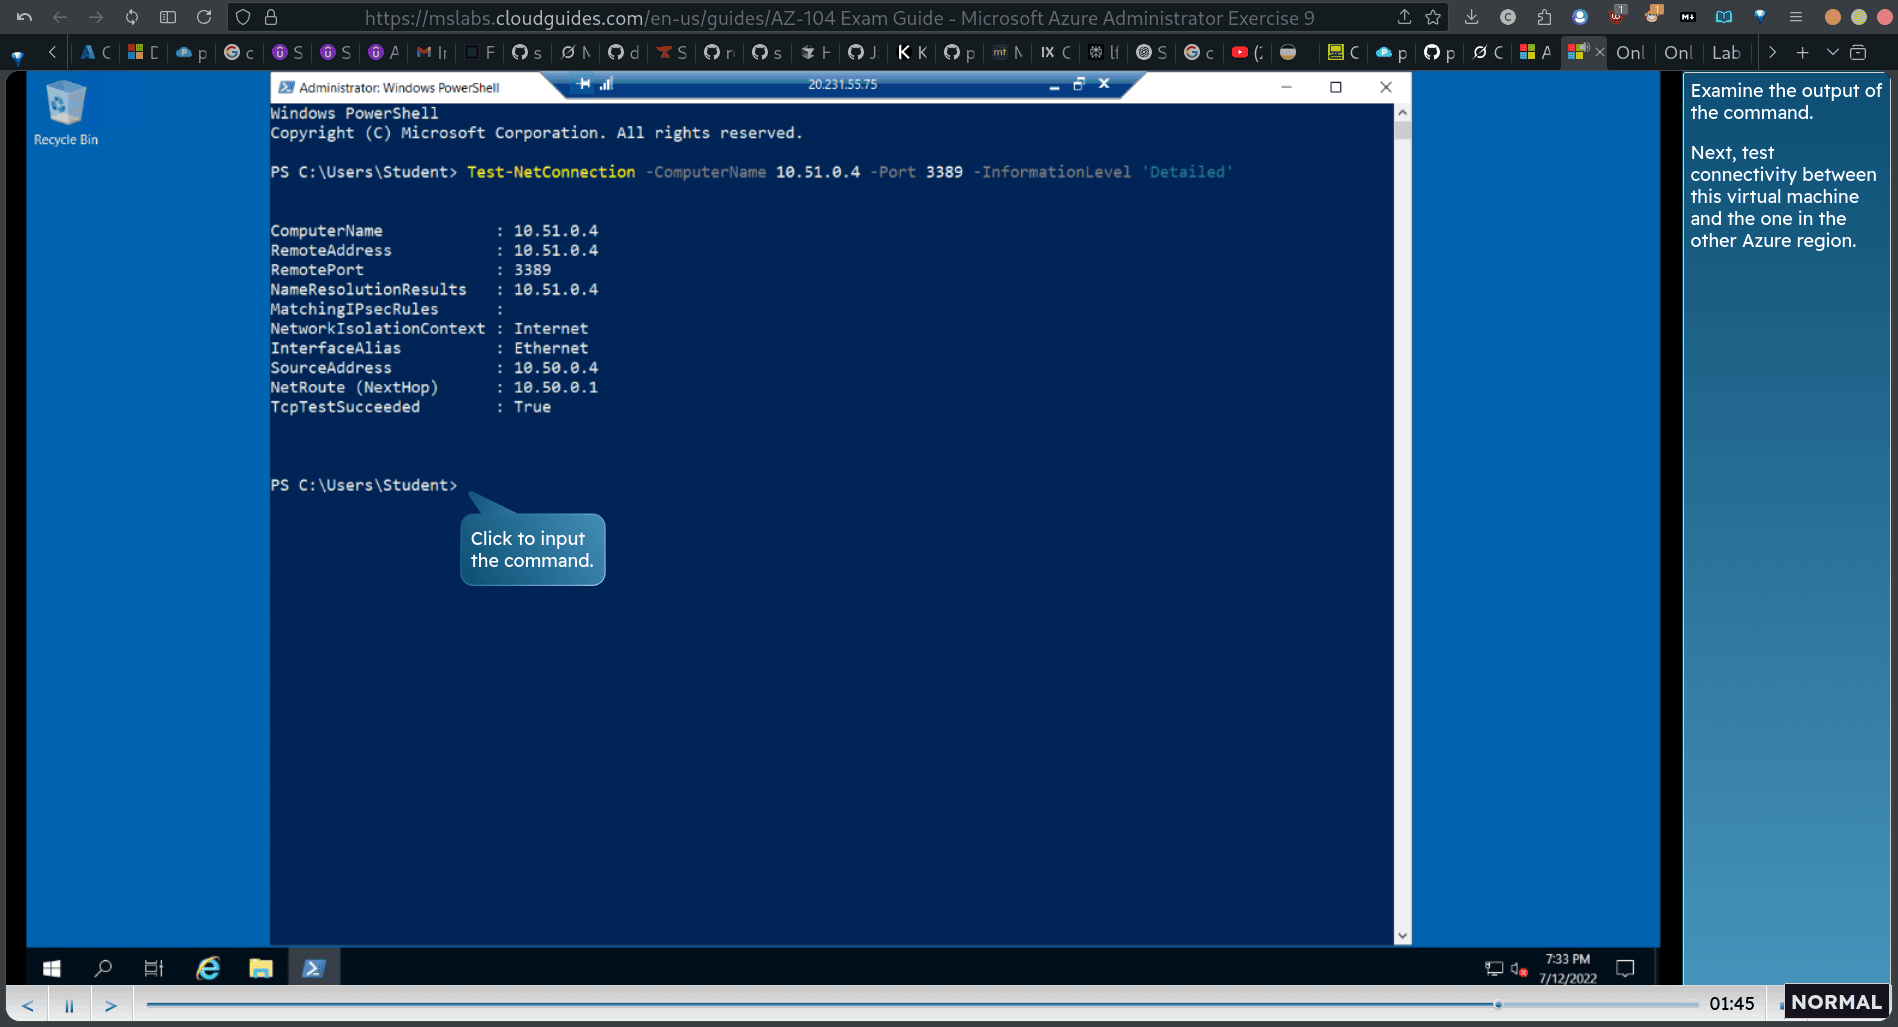 https://mslabs.cloudguides.com/en-us/guides/AZ-104 Exam Guide - Microsoft Azure Administrator Exercise 9
Onl
Onl
Lab
Recycle Bin
Administrator: Windows PowerShell
20.231.55.75
Windows PowerShell
Copyright (C) Microsoft Corporation. All rights reserved.
PS C:\Users\Student> Test-NetConnection -ComputerName 10.51.0.4 -Port 3389 -InformationLevel 'Detailed'
ComputerName : 10.51.0.4
RemoteAddress : 10.51.0.4
RemotePort : 3389
NameResolutionResults : 10.51.0.4
MatchingIPsecRules :
NetworkIsolationContext : Internet
InterfaceAlias : Ethernet
SourceAddress : 10.50.0.4
NetRoute (NextHop) : 10.50.0.1
TcpTestSucceeded : True
PS C:\Users\Student>
Click to input
the command.
Examine the output of
the command.
Next, test
connectivity between
this virtual machine
and the one in the
other Azure region.
7:33 PM
7/12/2022
01:45
NORMAL